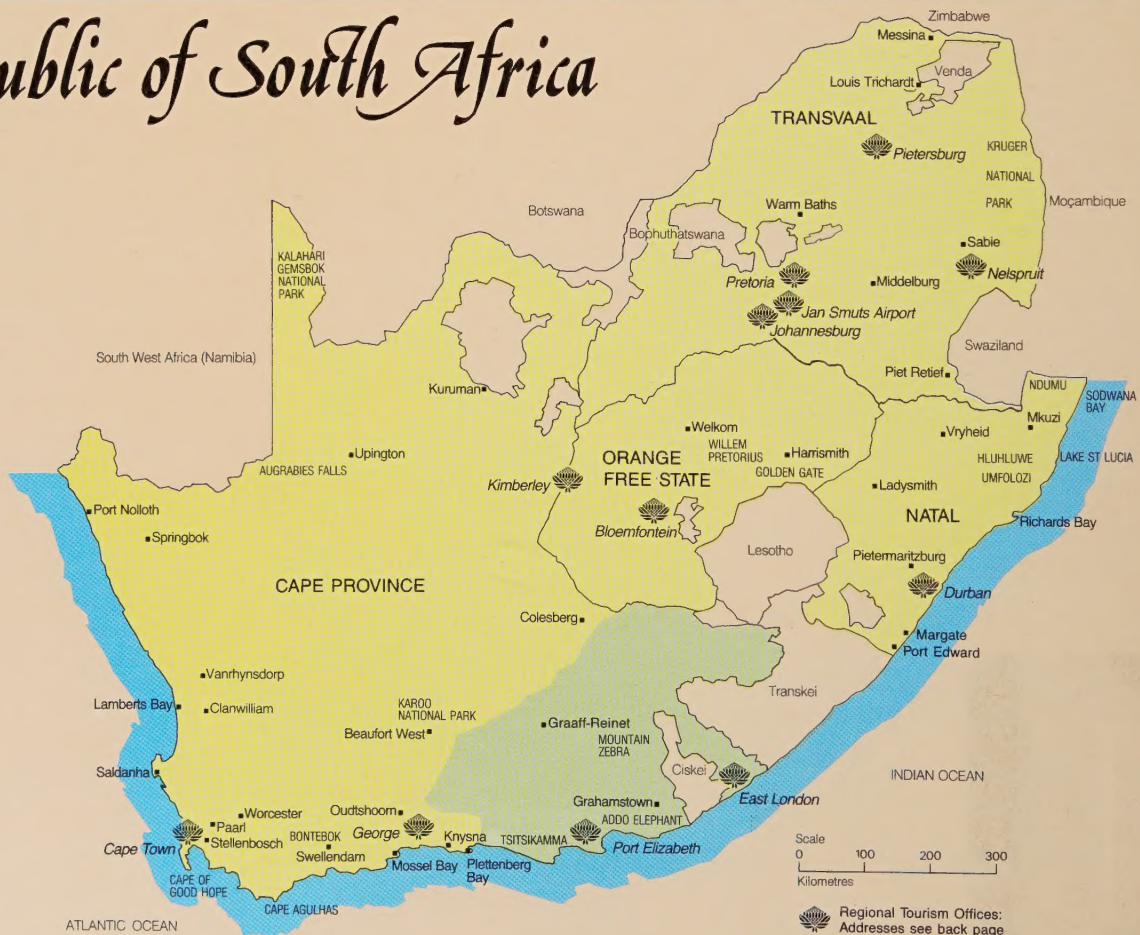 ublic of South Africa
Zimbabwe
Messina
Venda
Louis Trichardt
TRANSVAAL
Pietersburg
KRUGER
NATIONAL
PARK
Moçambique
Botswana
Bophuthatswana
Warm Baths
Sabie
Nelspruit
KALAHARI
GEMSBOK
NATIONAL
PARK
Pretoria
Middelburg
Jan Smuts Airport
Johannesburg
South West Africa (Namibia)
Swaziland
Piet Retief
Kuruman
NDUMU
SODWANA
BAY
Mkuzi
Welkom
Vryheid
WILLEM
PRETORIUS
Harrismith
Upington
AUGRABIES FALLS
ORANGE
FREE STATE
GOLDEN GATE
HLUHLUWE
LAKE ST LUCIA
UMFOLOZI
Kimberley
Ladysmith
Port Nolloth
Bloemfontein
NATAL
Richards Bay
Springbok
Lesotho
Pietermaritzburg
CAPE PROVINCE
Durban
Colesberg
Margate
Port Edward
Vanrhynsdorp
Transkei
Lamberts Bay
Clanwilliam
KAROO
NATIONAL PARK
Beaufort West
Graaff-Reinet
MOUNTAIN
ZEBRA
Saldanha
Ciskei
INDIAN OCEAN
East London
Grahamstown
ADDO ELEPHANT
Worcester
Oudtshoorn
Paarl
George
Knysna
TSITSIKAMMA
Port Elizabeth
Cape Town
Stellenbosch
BONTEBOK
Swellendam
Mossel Bay
Plettenberg
Bay
CAPE OF
GOOD HOPE
CAPE AGULHAS
ATLANTIC OCEAN
Scale
0 100 200 300
Kilometres
Regional Tourism Offices:
Addresses see back page